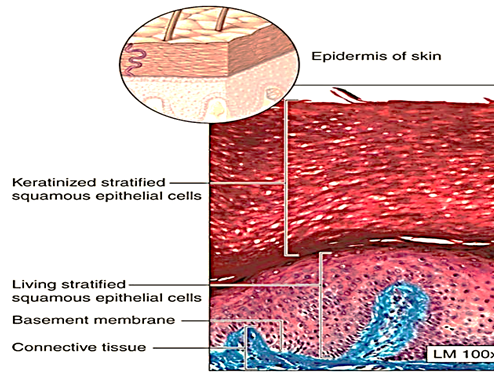 Epidermis of skin
Keratinized stratified
squamous epithelial cells
Living stratified
squamous epithelial cells
Basement membrane
Connective tissue
LM 100x